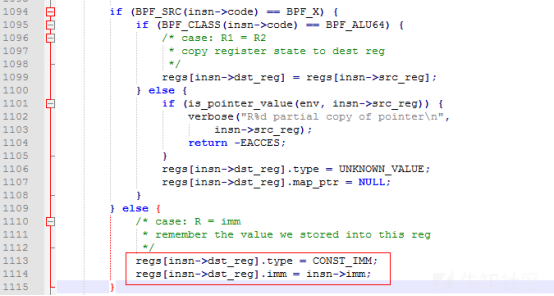 1094 if (BPF_SRC(insn->code) == BPF_X) {
1095 if (BPF_CLASS(insn->code) == BPF_ALU64) {
1096 /* case: R1 = R2
1097 * copy register state to dest reg
1098 */
1099 regs[insn->dst_reg] = regs[insn->src_reg];
1100 } else {
1101 if (is_pointer_value(env, insn->src_reg)) {
1102 verbose("R%d partial copy of pointer\n",
1103 insn->src_reg);
1104 return -EACCES;
1105 }
1106 regs[insn->dst_reg].type = UNKNOWN_VALUE;
1107 regs[insn->dst_reg].map_ptr = NULL;
1108 }
1109 } else {
1110 /* case: R = imm
1111 * remember the value we stored into this reg
1112 */
1113 regs[insn->dst_reg].type = CONST_IMM;
1114 regs[insn->dst_reg].imm = insn->imm;
1115 }